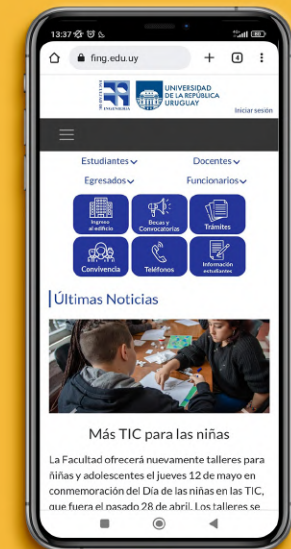 13:37
fing.edu.uy
4
FACULTAD DE
INGENIERÍA
UNIVERSIDAD
DE LA REPÚBLICA
URUGUAY
Iniciar sesión
Estudiantes
Docentes
Egresados
Funcionarios
Ingreso
al edificio
Becas y
Convocatorias
Trámites
Convivencia
Teléfonos
Información
estudiantes
Últimas Noticias
Más TIC para las niñas
La Facultad ofrecerá nuevamente talleres para
niñas y adolescentes el jueves 12 de mayo en
conmemoración del Día de las niñas en las TIC,
que fuera el pasado 28 de abril. Los talleres se